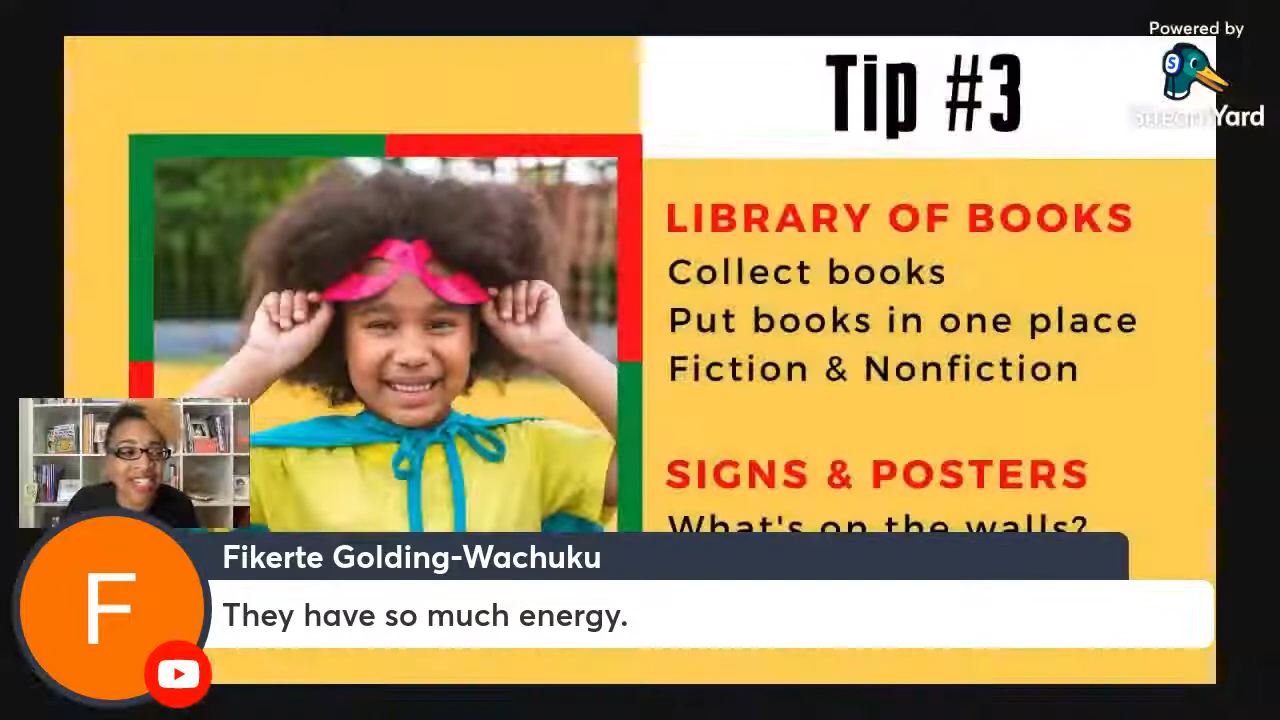 Powered by
StreamYard
Tip #3
LIBRARY OF BOOKS
Collect books
Put books in one place
Fiction & Nonfiction
SIGNS & POSTERS
What's on the walls?
Fikerte Golding-Wachuku
They have so much energy.
F
S